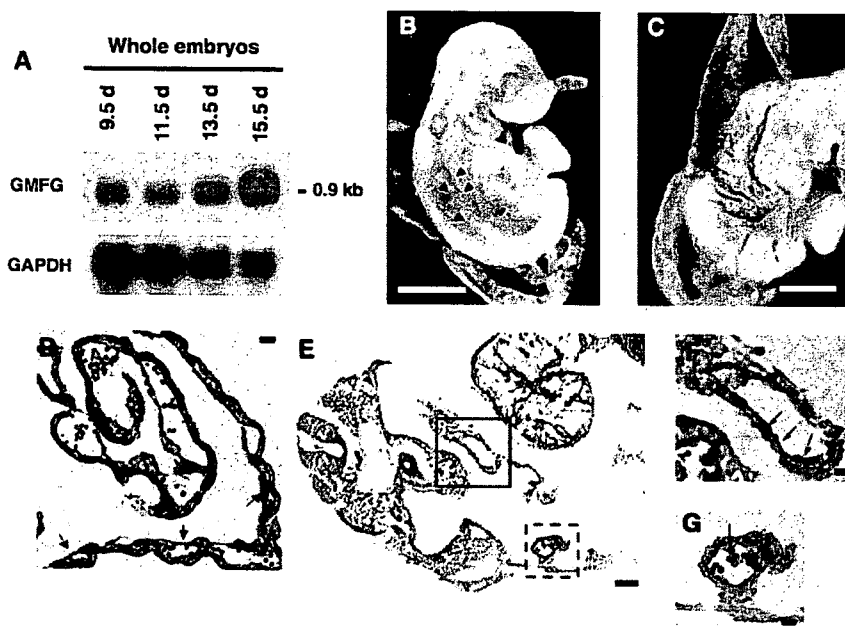 A
Whole embryos
9.5 d
11.5 d
13.5 d
15.5 d
GMFG
- 0.9 kb
GAPDH
B
C
D
E
G